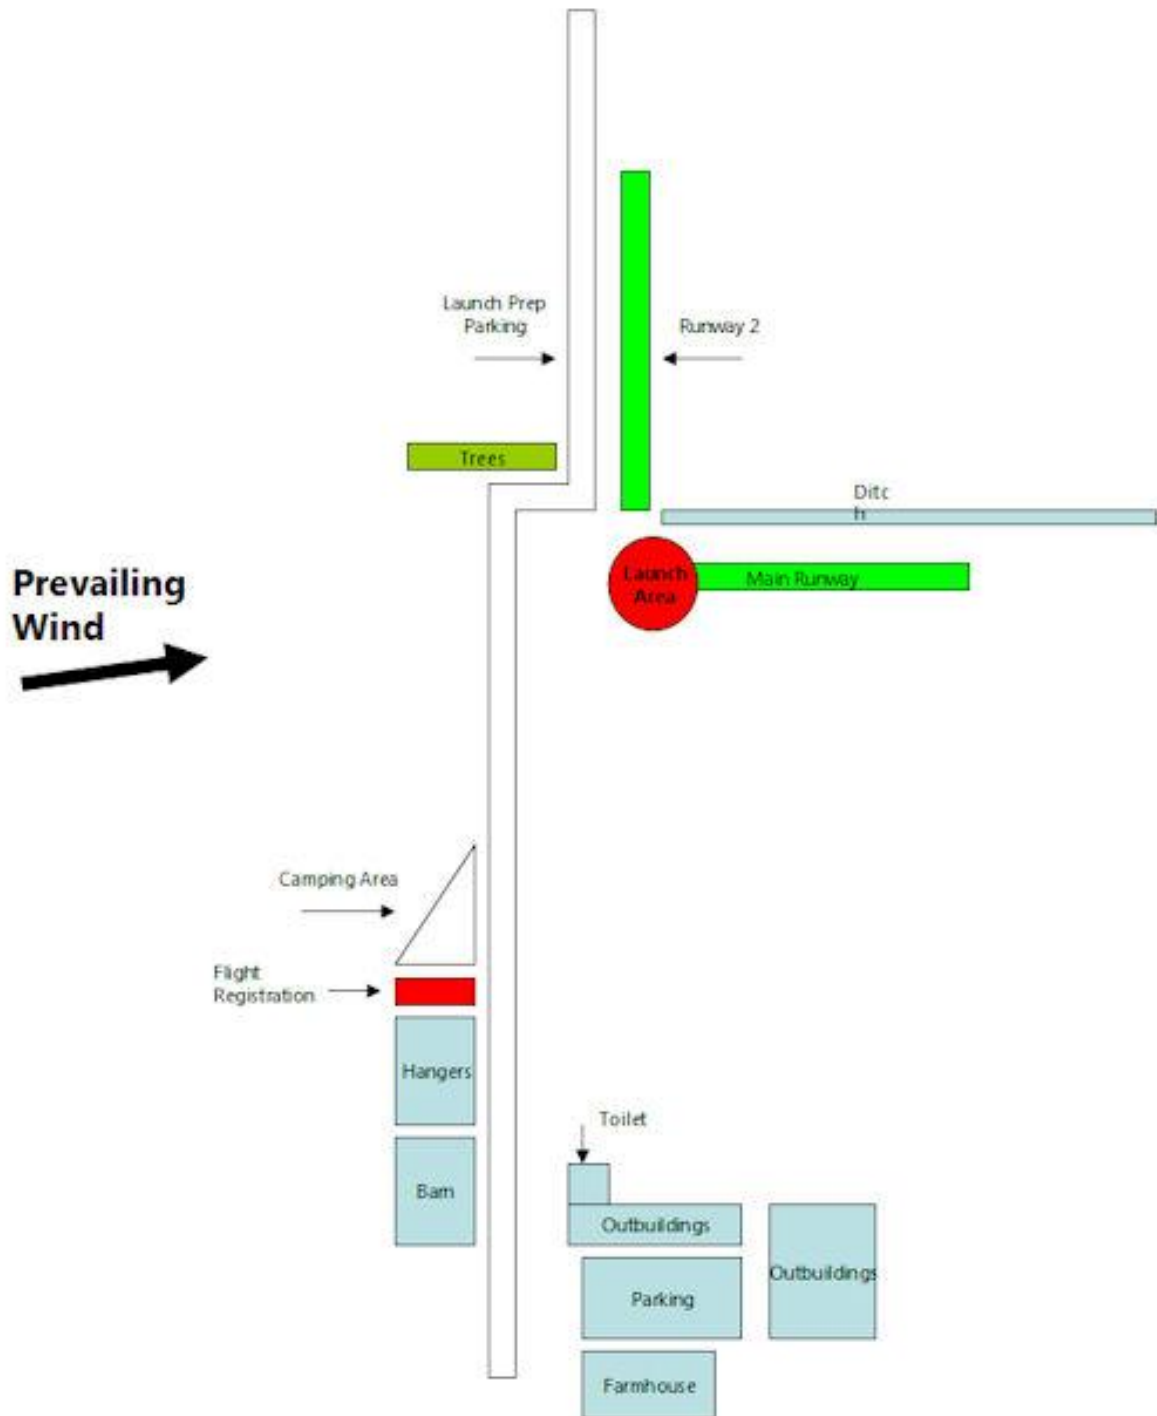 Launch Prep
Parking
Runway 2
Trees
Ditc
h
Launch
Area
Main Runway
Prevailing
Wind
Camping Area
Flight
Registration
Hangers
Toilet
Barn
Outbuildings
Outbuildings
Parking
Farmhouse